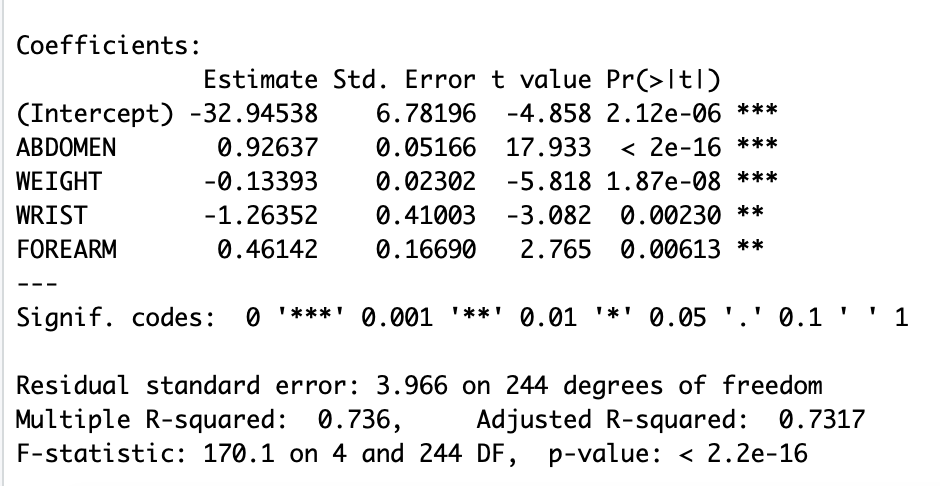 Coefficients:
             Estimate Std. Error t value Pr(>|t|)
(Intercept) -32.94538    6.78196  -4.858 2.12e-06 ***
ABDOMEN       0.92637    0.05166  17.933  < 2e-16 ***
WEIGHT       -0.13393    0.02302  -5.818 1.87e-08 ***
WRIST        -1.26352    0.41003  -3.082  0.00230 **
FOREARM       0.46142    0.16690   2.765  0.00613 **
---
Signif. codes:  0 '***' 0.001 '**' 0.01 '*' 0.05 '.' 0.1 ' ' 1
Residual standard error: 3.966 on 244 degrees of freedom
Multiple R-squared:  0.736,	Adjusted R-squared:  0.7317
F-statistic: 170.1 on 4 and 244 DF,  p-value: < 2.2e-16